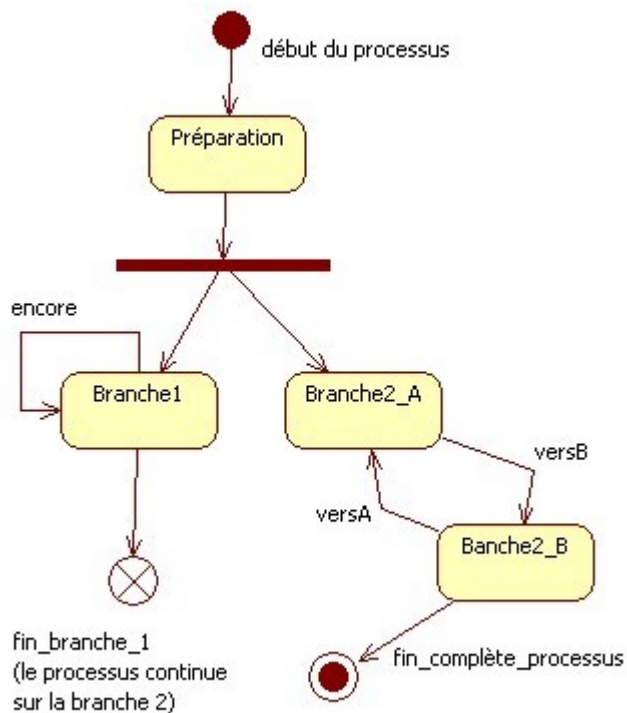 début du processus
Préparation
encore
Branche1
Branche2_A
versB
versA
Banche2_B
fin_branche_1
(le processus continue
sur la branche 2)
fin_complète_processus